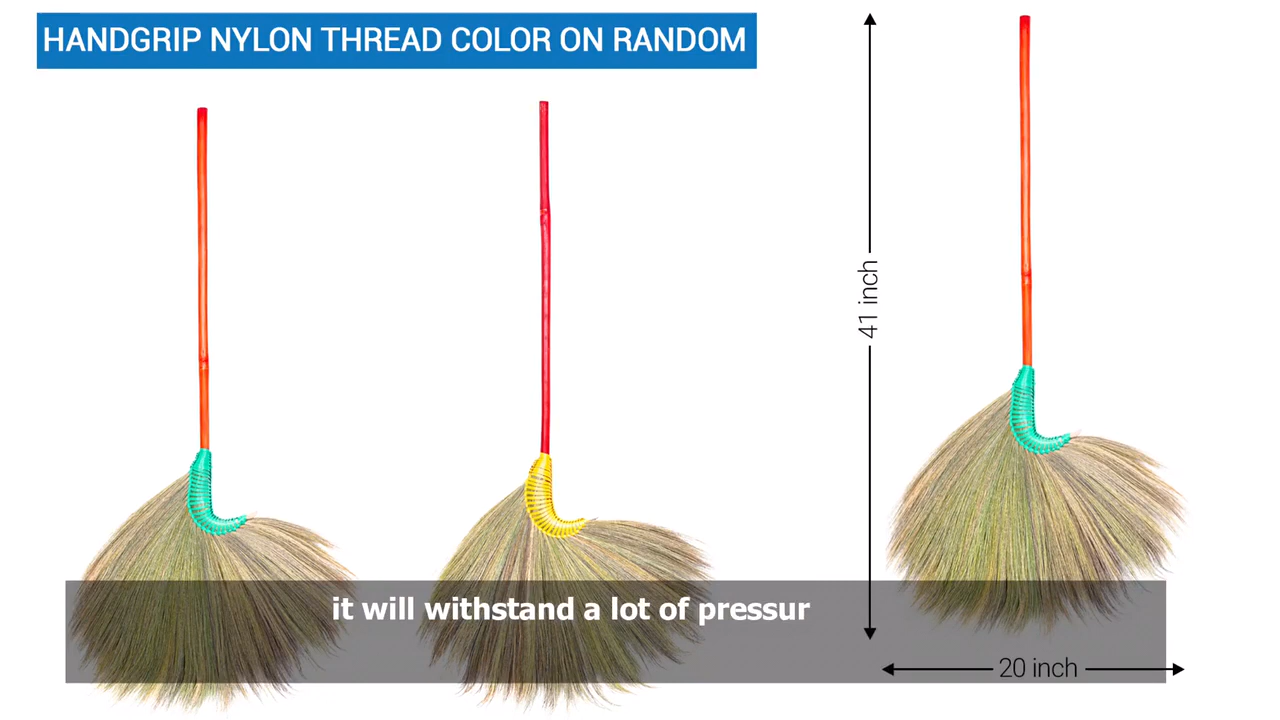 HANDGRIP NYLON THREAD COLOR ON RANDOM
41 inch
it will withstand a lot of pressur
20 inch